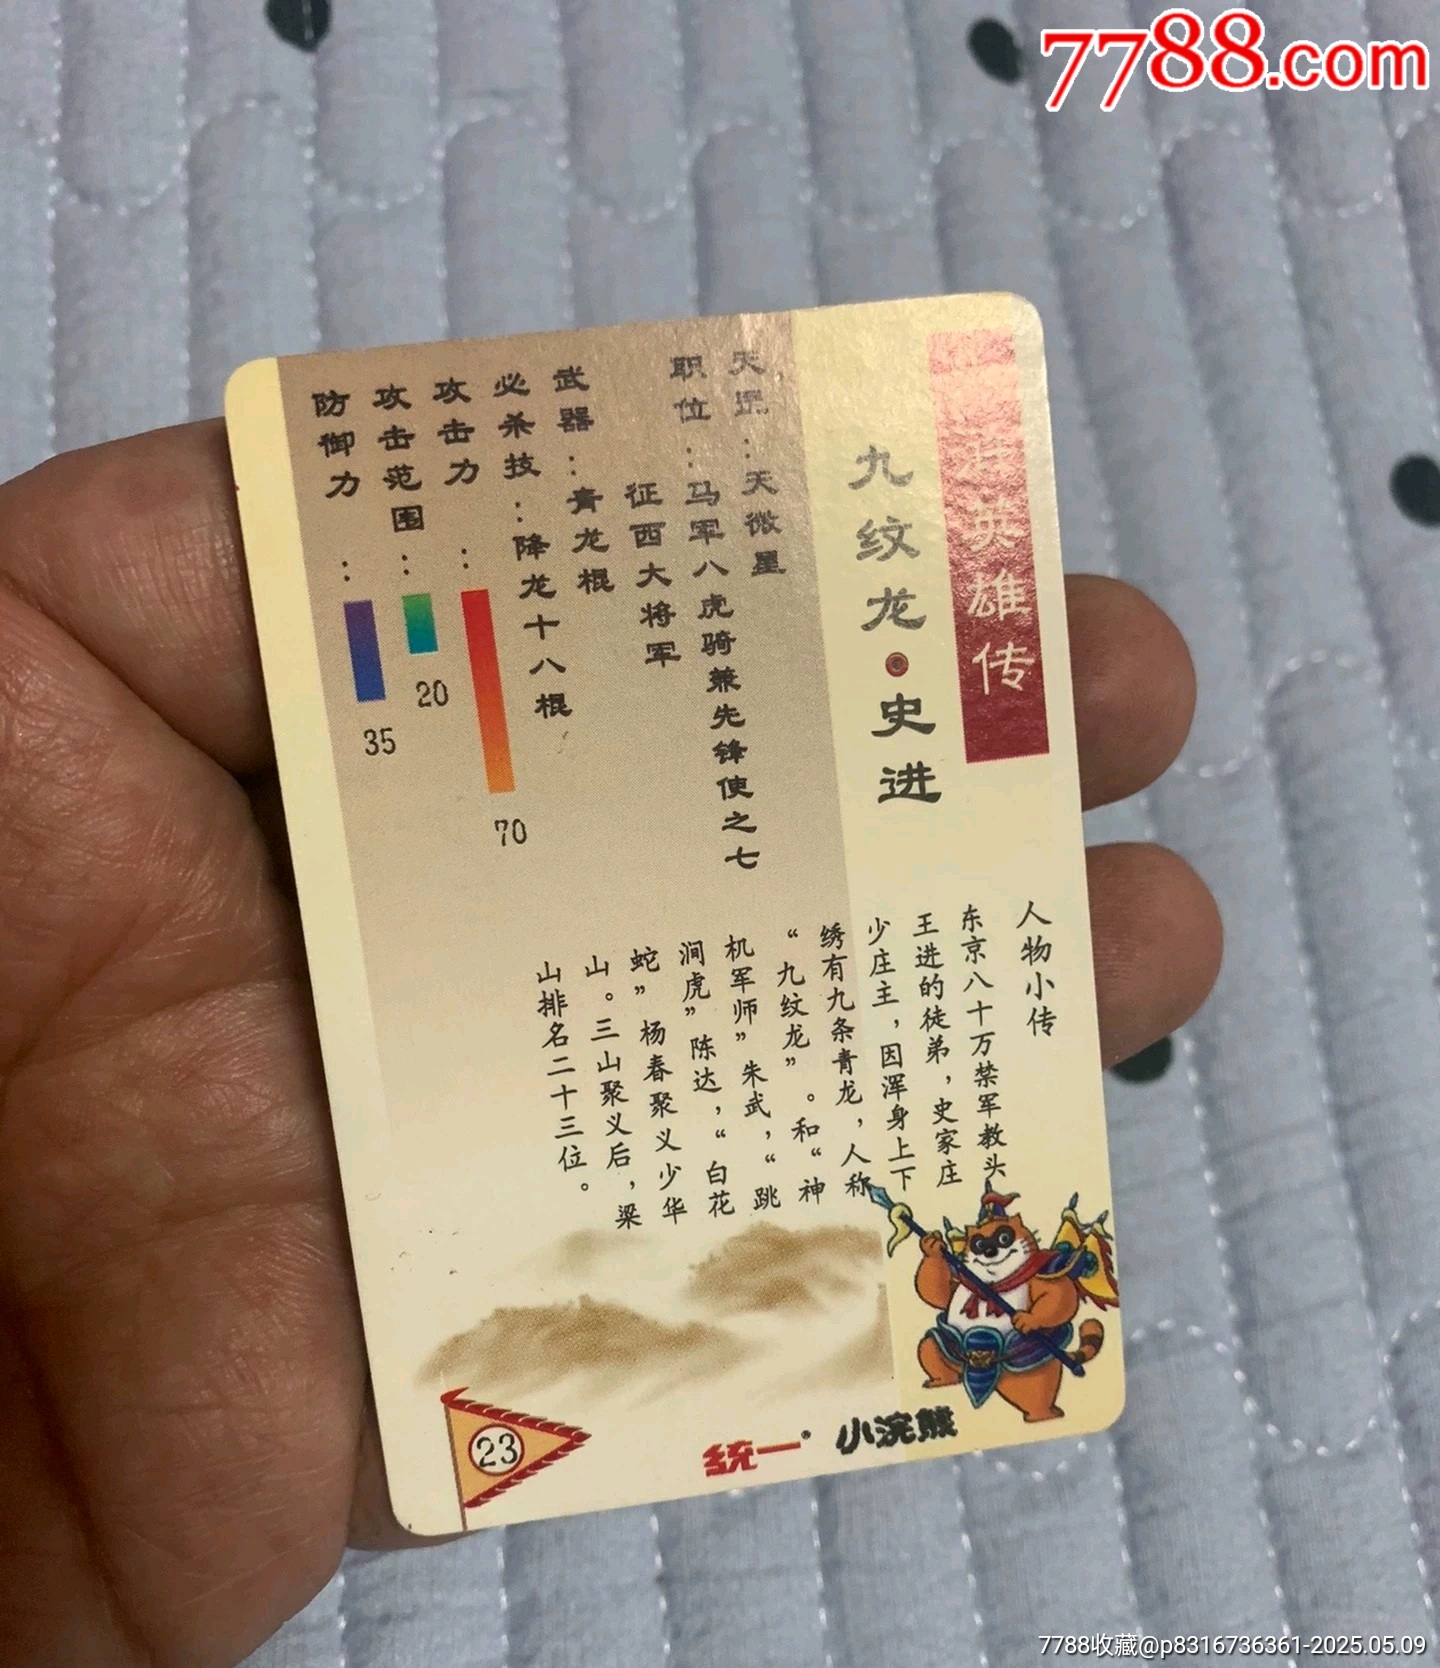 7788.com
英雄传
九纹龙·史进
天罡：天微星
职位：马军八虎骑兼先锋使之七
征西大将军
武器：青龙棍
必杀技：降龙十八棍
攻击力：
70
攻击范围：
20
防御力：
35
人物小传
东京八十万禁军教头
王进的徒弟，史家庄
少庄主，因浑身上下
绣有九条青龙，人称
“九纹龙”。和“神
机军师”朱武，“跳
涧虎”陈达，“白花
蛇”杨春聚义少华
山。三山聚义后，梁
山排名二十三位。
23
统一 小浣熊
7788收藏@p8316736361-2025.05.09